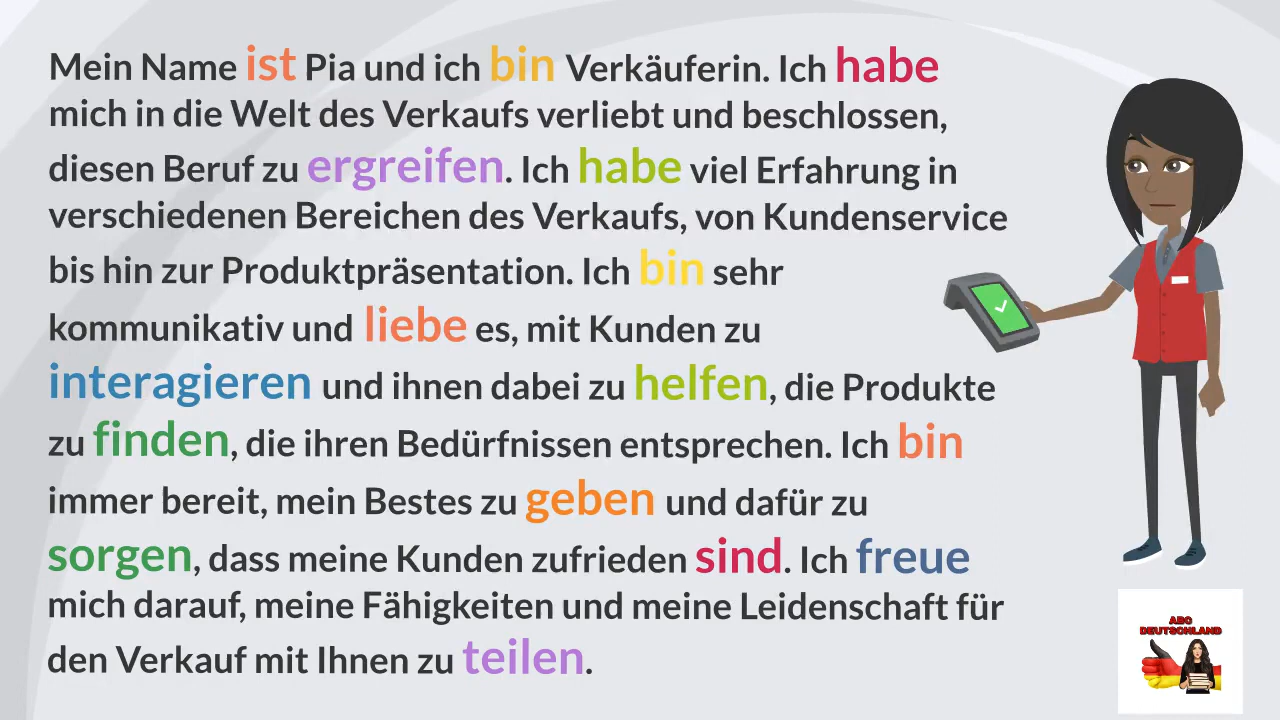 Mein Name ist Pia und ich bin Verkäuferin. Ich habe
mich in die Welt des Verkaufs verliebt und beschlossen,
diesen Beruf zu ergreifen. Ich habe viel Erfahrung in
verschiedenen Bereichen des Verkaufs, von Kundenservice
bis hin zur Produktpräsentation. Ich bin sehr
kommunikativ und liebe es, mit Kunden zu
interagieren und ihnen dabei zu helfen, die Produkte
zu finden, die ihren Bedürfnissen entsprechen. Ich bin
immer bereit, mein Bestes zu geben und dafür zu
sorgen, dass meine Kunden zufrieden sind. Ich freue
mich darauf, meine Fähigkeiten und meine Leidenschaft für
den Verkauf mit Ihnen zu teilen.
ABC
DEUTSCHLAND